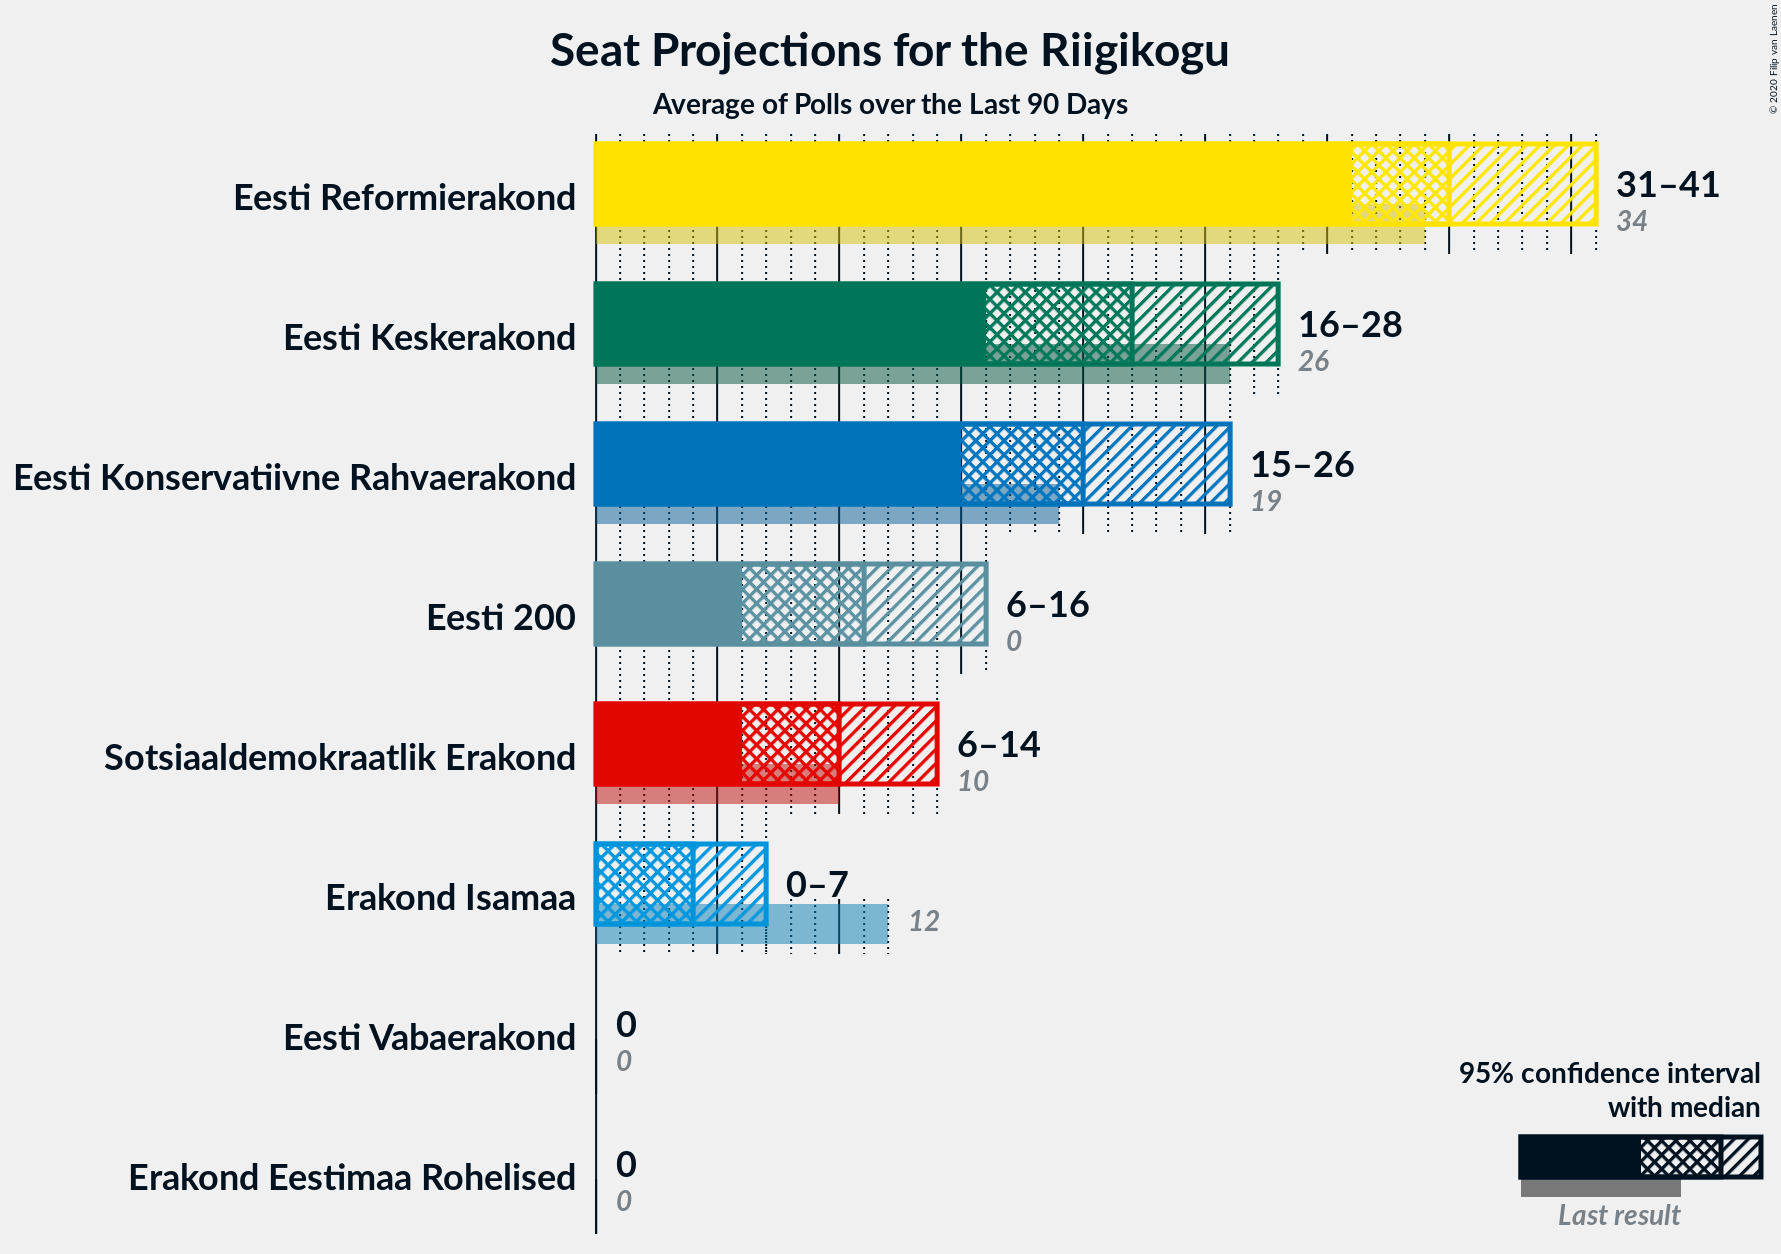 Seat Projections for the Riigikogu
Average of Polls over the Last 90 Days
© 2020 Filip van Laenen
Eesti Reformierakond
31–41
34
Eesti Keskerakond
16–28
26
Eesti Konservatiivne Rahvaerakond
15–26
19
Eesti 200
6–16
0
Sotsiaaldemokraatlik Erakond
6–14
10
Erakond Isamaa
0–7
12
Eesti Vabaerakond
0
0
Erakond Eestimaa Rohelised
0
0
95% confidence interval
with median
Last result